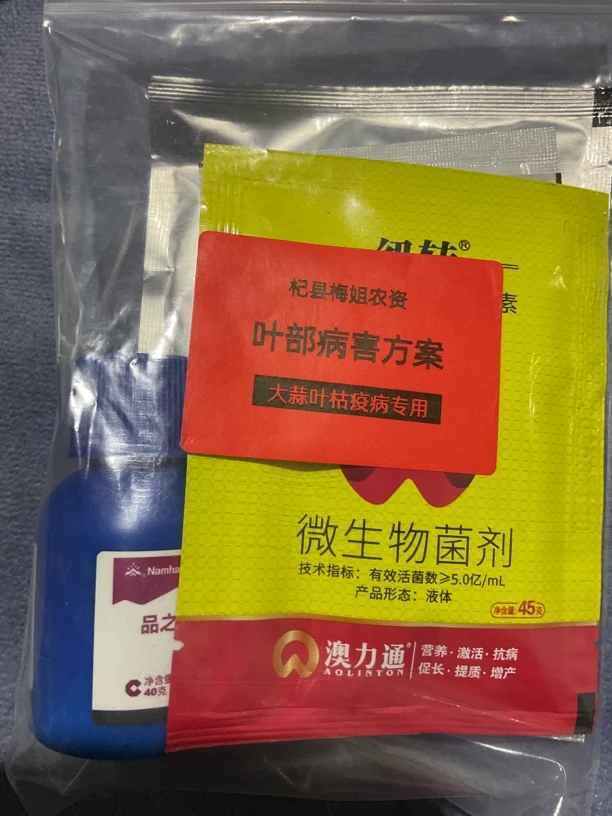 ®
素
杞县梅姐农资
叶部病害方案
大蒜叶枯疫病专用
微生物菌剂
技术指标：有效活菌数≥5.0亿/mL
产品形态：液体
净含量:45克
澳力通®
AOLINTON
营养·激活·抗病
促长·提质·增产
Namha
品之
净含量
40克